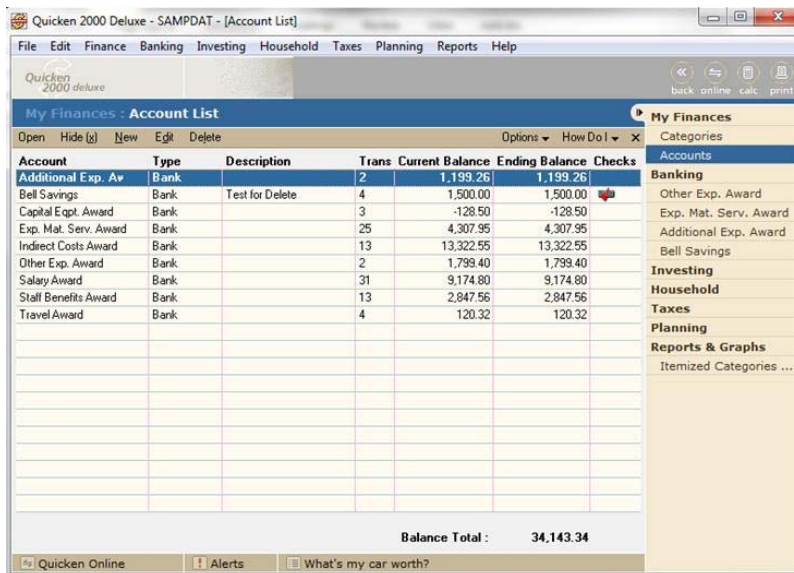 Quicken 2000 Deluxe - SAMPDAT - [Account List]
File Edit Finance Banking Investing Household Taxes Planning Reports Help
Quicken
2000 deluxe
back online calc print
My Finances : Account List
Open Hide (x) New Edit Delete Options How Do I x
Account Type Description Trans Current Balance Ending Balance Checks
Additional Exp. Aw Bank 2 1,199.26 1,199.26
Bell Savings Bank Test for Delete 4 1,500.00 1,500.00
Capital Eqpt. Award Bank 3 -128.50 -128.50
Exp. Mat. Serv. Award Bank 25 4,307.95 4,307.95
Indirect Costs Award Bank 13 13,322.55 13,322.55
Other Exp. Award Bank 2 1,799.40 1,799.40
Salary Award Bank 31 9,174.80 9,174.80
Staff Benefits Award Bank 13 2,847.56 2,847.56
Travel Award Bank 4 120.32 120.32
Balance Total : 34,143.34
My Finances
Categories
Accounts
Banking
Other Exp. Award
Exp. Mat. Serv. Award
Additional Exp. Award
Bell Savings
Investing
Household
Taxes
Planning
Reports & Graphs
Itemized Categories ...
Quicken Online Alerts What's my car worth?